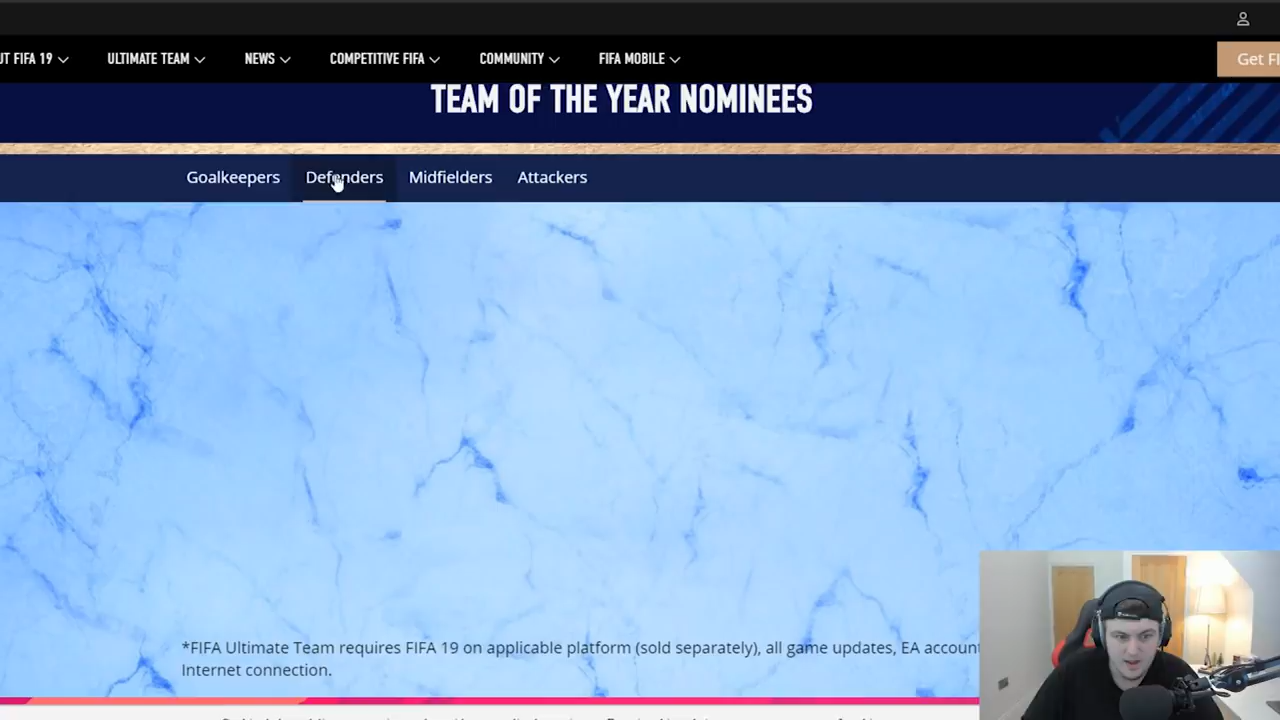 UT FIFA 19
ULTIMATE TEAM
NEWS
COMPETITIVE FIFA
COMMUNITY
FIFA MOBILE
Get FI
TEAM OF THE YEAR NOMINEES
Goalkeepers
Defenders
Midfielders
Attackers
*FIFA Ultimate Team requires FIFA 19 on applicable platform (sold separately), all game updates, EA account
Internet connection.